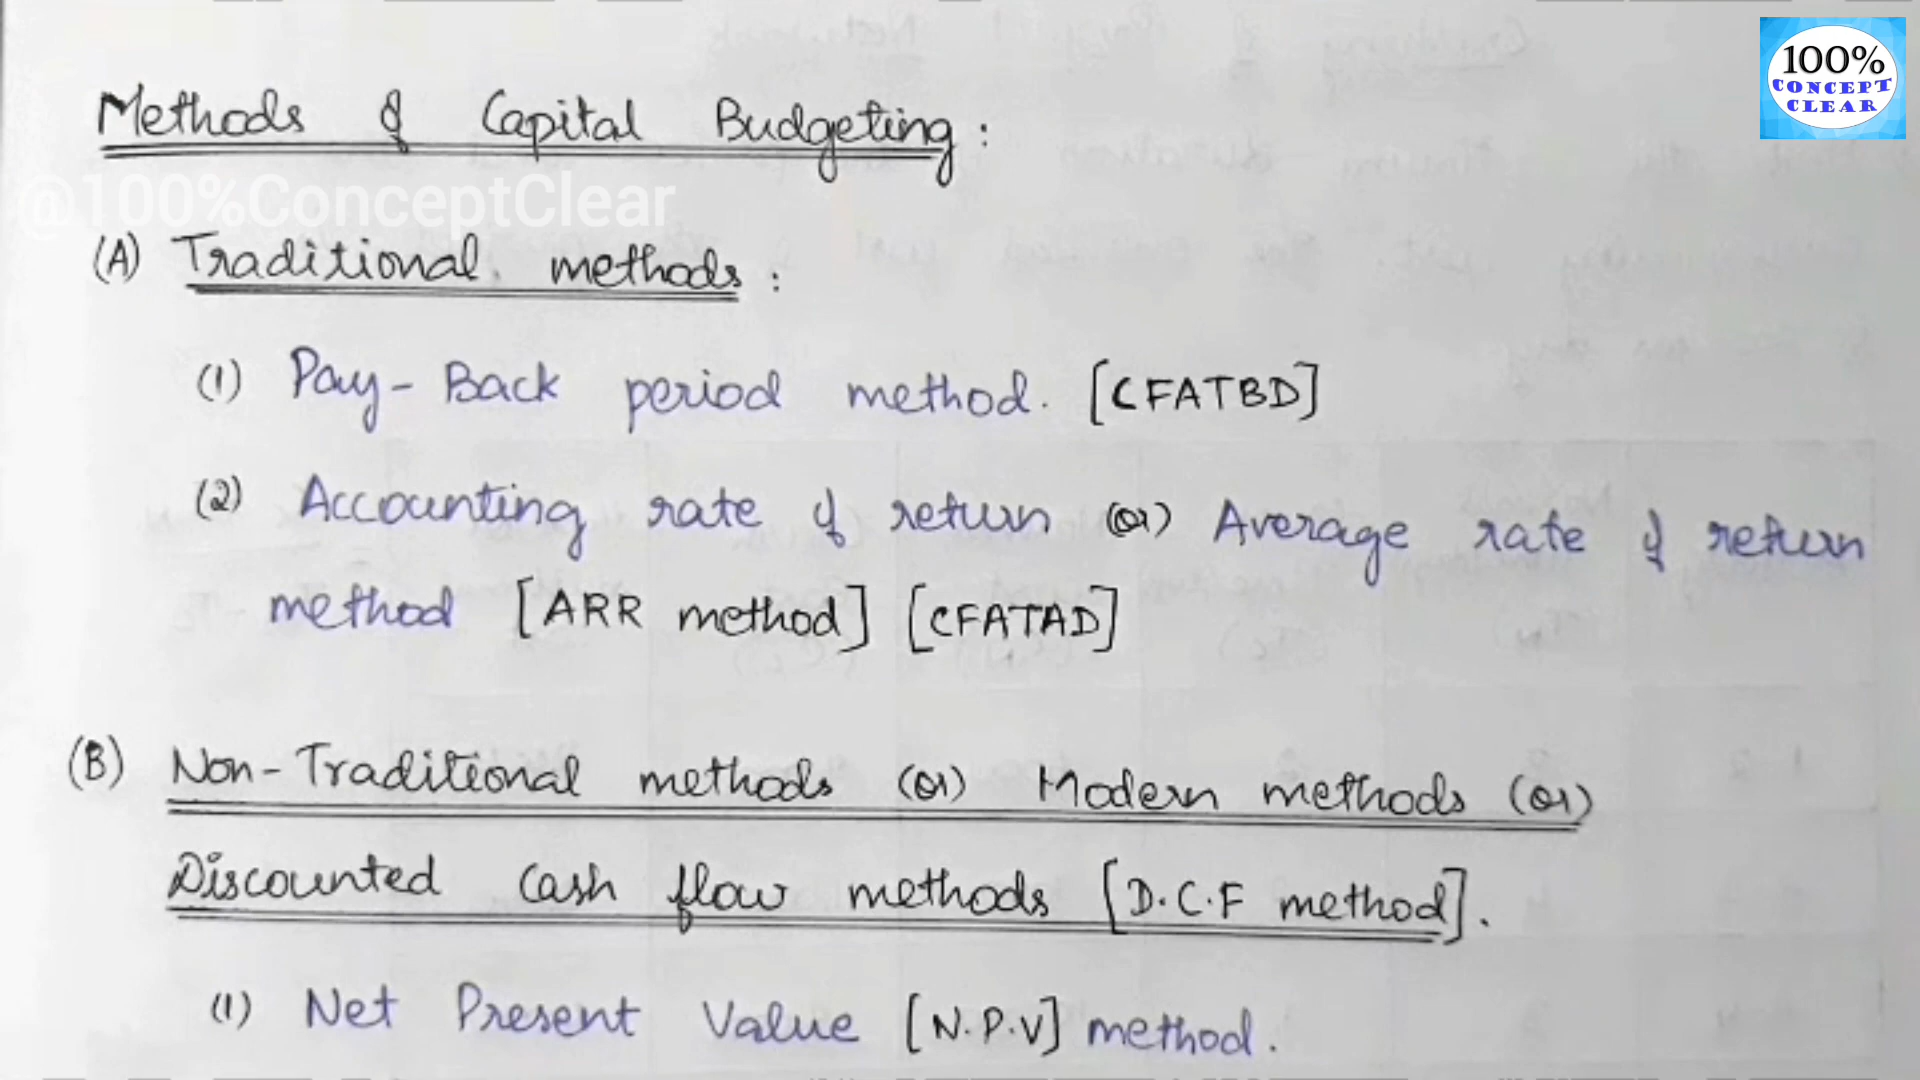 100%
CONCEPT
CLEAR
Methods of Capital Budgeting:
@100%ConceptClear
(A) Traditional methods:
(1) Pay-Back period method. [CFATBD]
(2) Accounting rate of return (or) Average rate of return
method [ARR method] [CFATAD]
(B) Non-Traditional methods (or) Modern methods (or)
Discounted Cash flow methods [D.C.F method].
(1) Net Present Value [N.P.V] method.